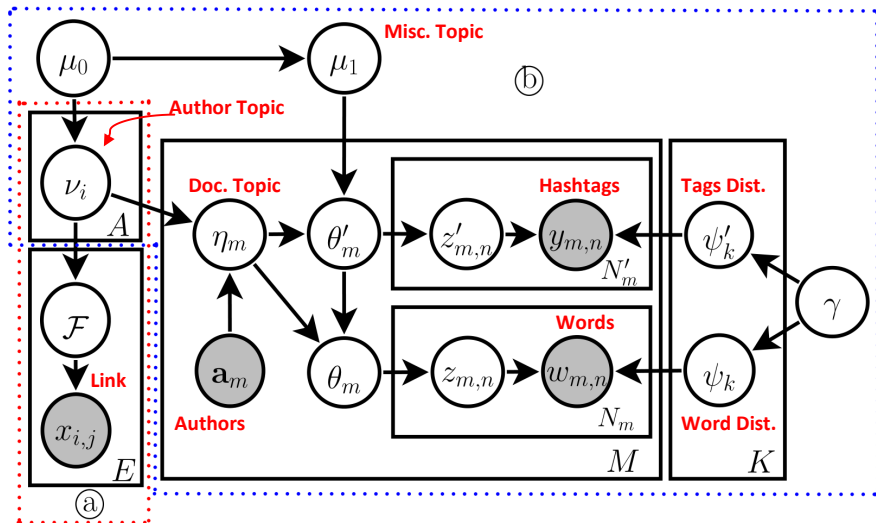 Misc. Topic
μ₀
μ₁
ⓑ
Author Topic
Doc. Topic
Hashtags
Tags Dist.
νᵢ
A
ηₘ
θ′ₘ
z′ₘ,ₙ
yₘ,ₙ
ψ′ₖ
N′ₘ
γ
ℱ
Words
Link
𝐚ₘ
θₘ
zₘ,ₙ
wₘ,ₙ
ψₖ
Authors
Nₘ
Word Dist.
xᵢ,ⱼ
E
M
K
ⓐ